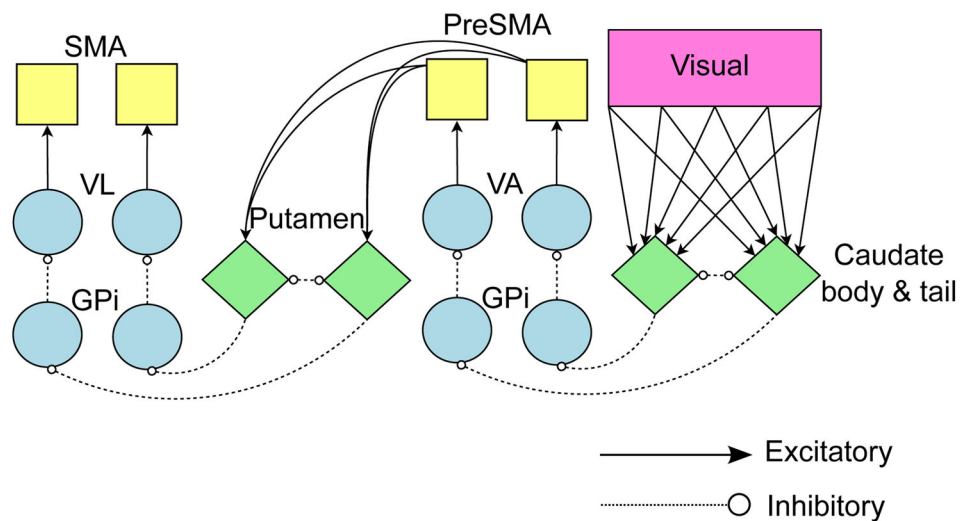 SMA
PreSMA
Visual
VL
Putamen
VA
GPi
GPi
Caudate
body & tail
Excitatory
Inhibitory